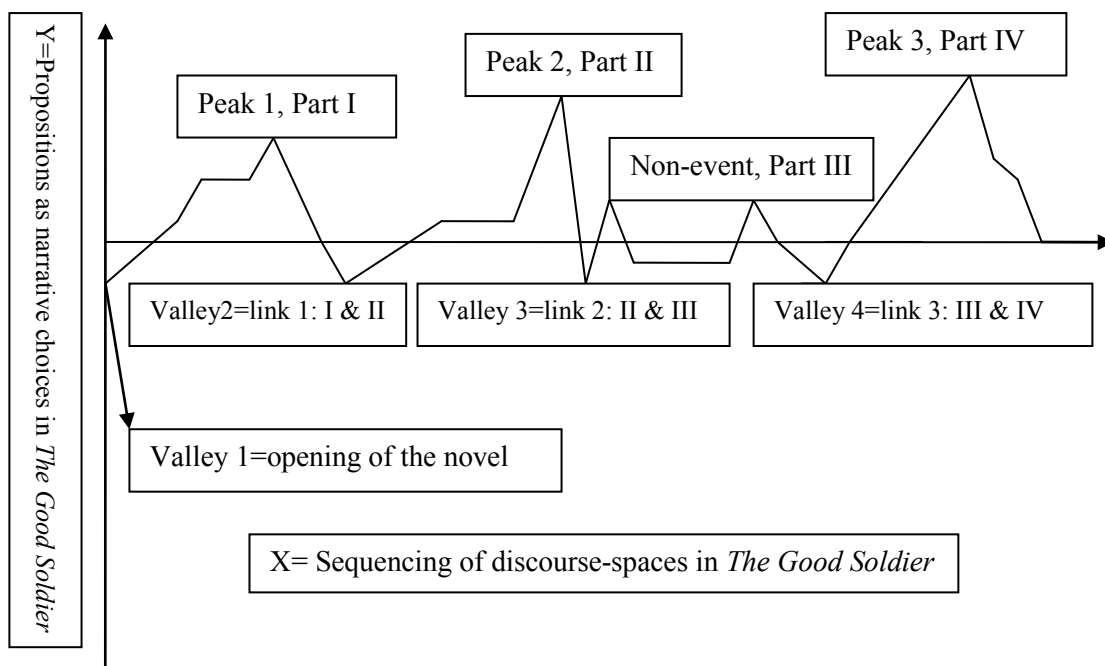 Y=Propositions as narrative choices in The Good Soldier
Peak 1, Part I
Peak 2, Part II
Peak 3, Part IV
Non-event, Part III
Valley2=link 1: I & II
Valley 3=link 2: II & III
Valley 4=link 3: III & IV
Valley 1=opening of the novel
X= Sequencing of discourse-spaces in The Good Soldier